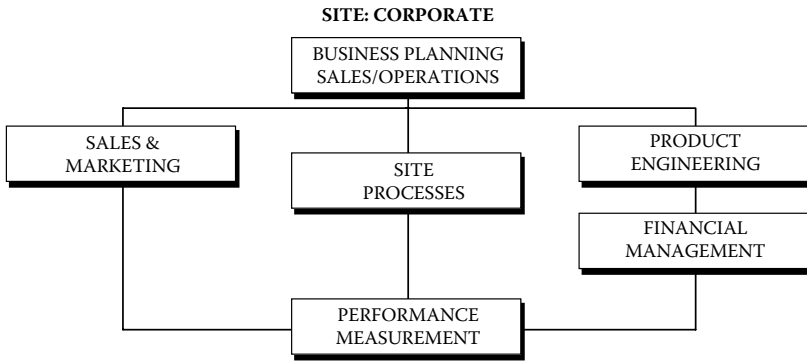 SITE: CORPORATE
BUSINESS PLANNING
SALES/OPERATIONS
SALES &
MARKETING
SITE
PROCESSES
PRODUCT
ENGINEERING
FINANCIAL
MANAGEMENT
PERFORMANCE
MEASUREMENT